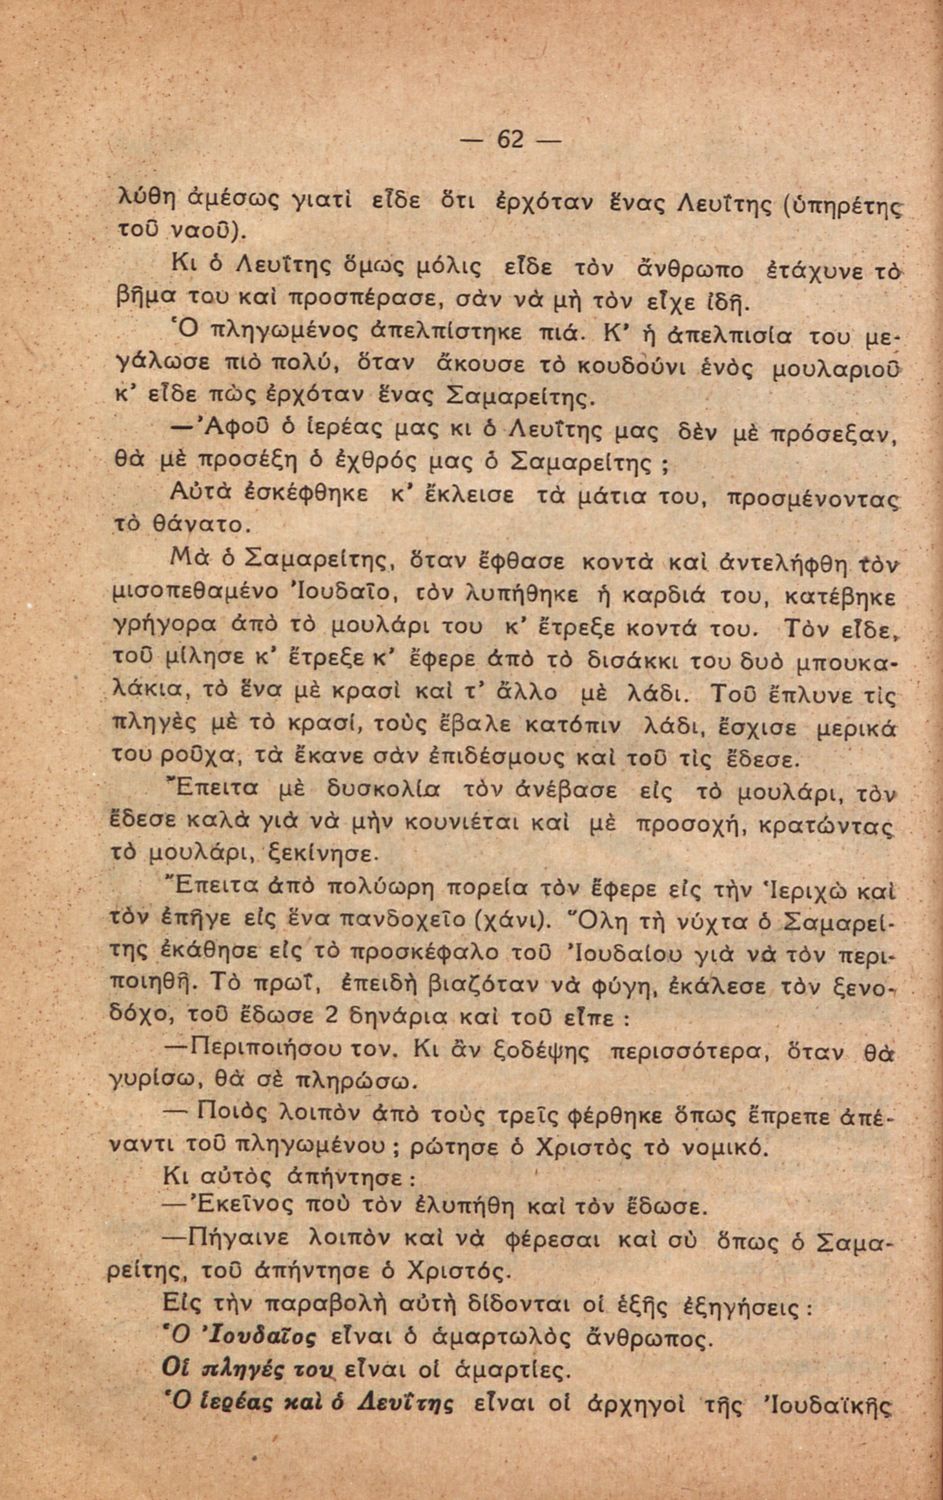 — 62 —
λύθη ἀμέσως γιατὶ εἶδε ὅτι ἐρχόταν ἕνας Λευΐτης (ὑπηρέτης
τοῦ ναοῦ).
Κι ὁ Λευΐτης ὅμως μόλις εἶδε τὸν ἄνθρωπο ἐτάχυνε τὸ
βῆμα του καὶ προσπέρασε, σὰν νὰ μὴ τὸν εἶχε ἰδῆ.
Ὁ πληγωμένος ἀπελπίστηκε πιά. Κ' ἡ ἀπελπισία του με-
γάλωσε πιὸ πολύ, ὅταν ἄκουσε τὸ κουδούνι ἑνὸς μουλαριοῦ
κ' εἶδε πὼς ἐρχόταν ἕνας Σαμαρείτης.
—Ἀφοῦ ὁ ἱερέας μας κι ὁ Λευΐτης μας δὲν μὲ πρόσεξαν,
θὰ μὲ προσέξη ὁ ἐχθρός μας ὁ Σαμαρείτης ;
Αὐτὰ ἐσκέφθηκε κ' ἔκλεισε τὰ μάτια του, προσμένοντας
τὸ θάνατο.
Μὰ ὁ Σαμαρείτης, ὅταν ἔφθασε κοντὰ καὶ ἀντελήφθη τὸν
μισοπεθαμένο Ἰουδαῖο, τὸν λυπήθηκε ἡ καρδιά του, κατέβηκε
γρήγορα ἀπὸ τὸ μουλάρι του κ' ἔτρεξε κοντά του. Τὸν εἶδε,
τοῦ μίλησε κ' ἔτρεξε κ' ἔφερε ἀπὸ τὸ δισάκκι του δυὸ μπουκα-
λάκια, τὸ ἕνα μὲ κρασὶ καὶ τ' ἄλλο μὲ λάδι. Τοῦ ἔπλυνε τὶς
πληγὲς μὲ τὸ κρασί, τοὺς ἔβαλε κατόπιν λάδι, ἔσχισε μερικά
του ροῦχα, τὰ ἔκανε σὰν ἐπιδέσμους καὶ τοῦ τὶς ἔδεσε.
Ἔπειτα μὲ δυσκολία τὸν ἀνέβασε εἰς τὸ μουλάρι, τὸν
ἔδεσε καλὰ γιὰ νὰ μὴν κουνιέται καὶ μὲ προσοχή, κρατώντας
τὸ μουλάρι, ξεκίνησε.
Ἔπειτα ἀπὸ πολύωρη πορεία τὸν ἔφερε εἰς τὴν Ἱεριχὼ καὶ
τὸν ἐπῆγε εἰς ἕνα πανδοχεῖο (χάνι). Ὅλη τὴ νύχτα ὁ Σαμαρεί-
της ἐκάθησε εἰς τὸ προσκέφαλο τοῦ Ἰουδαίου γιὰ νὰ τὸν περι-
ποιηθῆ. Τὸ πρωΐ, ἐπειδὴ βιαζόταν νὰ φύγη, ἐκάλεσε τὸν ξενο-
δόχο, τοῦ ἔδωσε 2 δηνάρια καὶ τοῦ εἶπε :
—Περιποιήσου τον. Κι ἂν ξοδέψης περισσότερα, ὅταν θὰ
γυρίσω, θὰ σὲ πληρώσω.
— Ποιὸς λοιπὸν ἀπὸ τοὺς τρεῖς φέρθηκε ὅπως ἔπρεπε ἀπέ-
ναντι τοῦ πληγωμένου ; ρώτησε ὁ Χριστὸς τὸ νομικό.
Κι αὐτὸς ἀπήντησε :
—Ἐκεῖνος ποὺ τὸν ἐλυπήθη καὶ τὸν ἔδωσε.
—Πήγαινε λοιπὸν καὶ νὰ φέρεσαι καὶ σὺ ὅπως ὁ Σαμα-
ρείτης, τοῦ ἀπήντησε ὁ Χριστός.
Εἰς τὴν παραβολὴ αὐτὴ δίδονται οἱ ἑξῆς ἐξηγήσεις :
Ὁ Ἰουδαῖος εἶναι ὁ ἁμαρτωλὸς ἄνθρωπος.
Οἱ πληγές του εἶναι οἱ ἁμαρτίες.
Ὁ ἱερέας καὶ ὁ Λευΐτης εἶναι οἱ ἀρχηγοὶ τῆς Ἰουδαϊκῆς